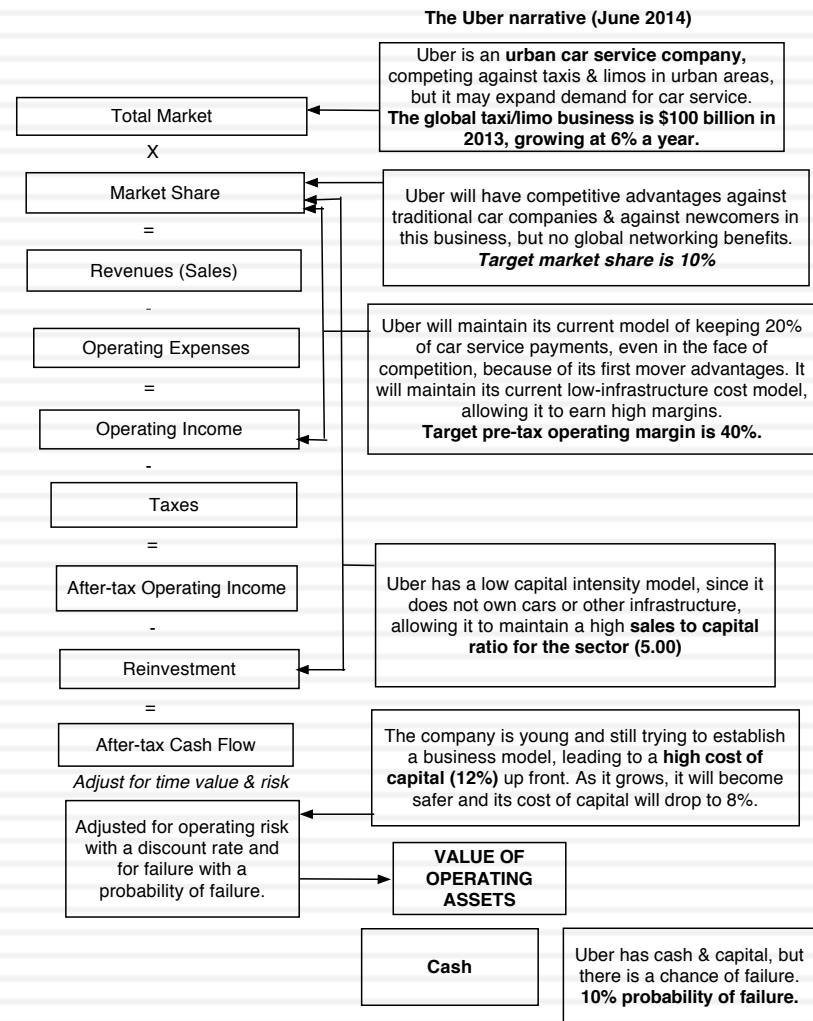 The Uber narrative (June 2014)
Uber is an urban car service company,
competing against taxis & limos in urban areas,
but it may expand demand for car service.
The global taxi/limo business is $100 billion in
2013, growing at 6% a year.
Total Market
X
Market Share
Uber will have competitive advantages against
traditional car companies & against newcomers in
this business, but no global networking benefits.
Target market share is 10%
=
Revenues (Sales)
-
Operating Expenses
Uber will maintain its current model of keeping 20%
of car service payments, even in the face of
competition, because of its first mover advantages. It
will maintain its current low-infrastructure cost model,
allowing it to earn high margins.
Target pre-tax operating margin is 40%.
=
Operating Income
-
Taxes
=
After-tax Operating Income
Uber has a low capital intensity model, since it
does not own cars or other infrastructure,
allowing it to maintain a high sales to capital
ratio for the sector (5.00)
-
Reinvestment
=
After-tax Cash Flow
The company is young and still trying to establish
a business model, leading to a high cost of
capital (12%) up front. As it grows, it will become
safer and its cost of capital will drop to 8%.
Adjust for time value & risk
Adjusted for operating risk
with a discount rate and
for failure with a
probability of failure.
VALUE OF
OPERATING
ASSETS
Cash
Uber has cash & capital, but
there is a chance of failure.
10% probability of failure.